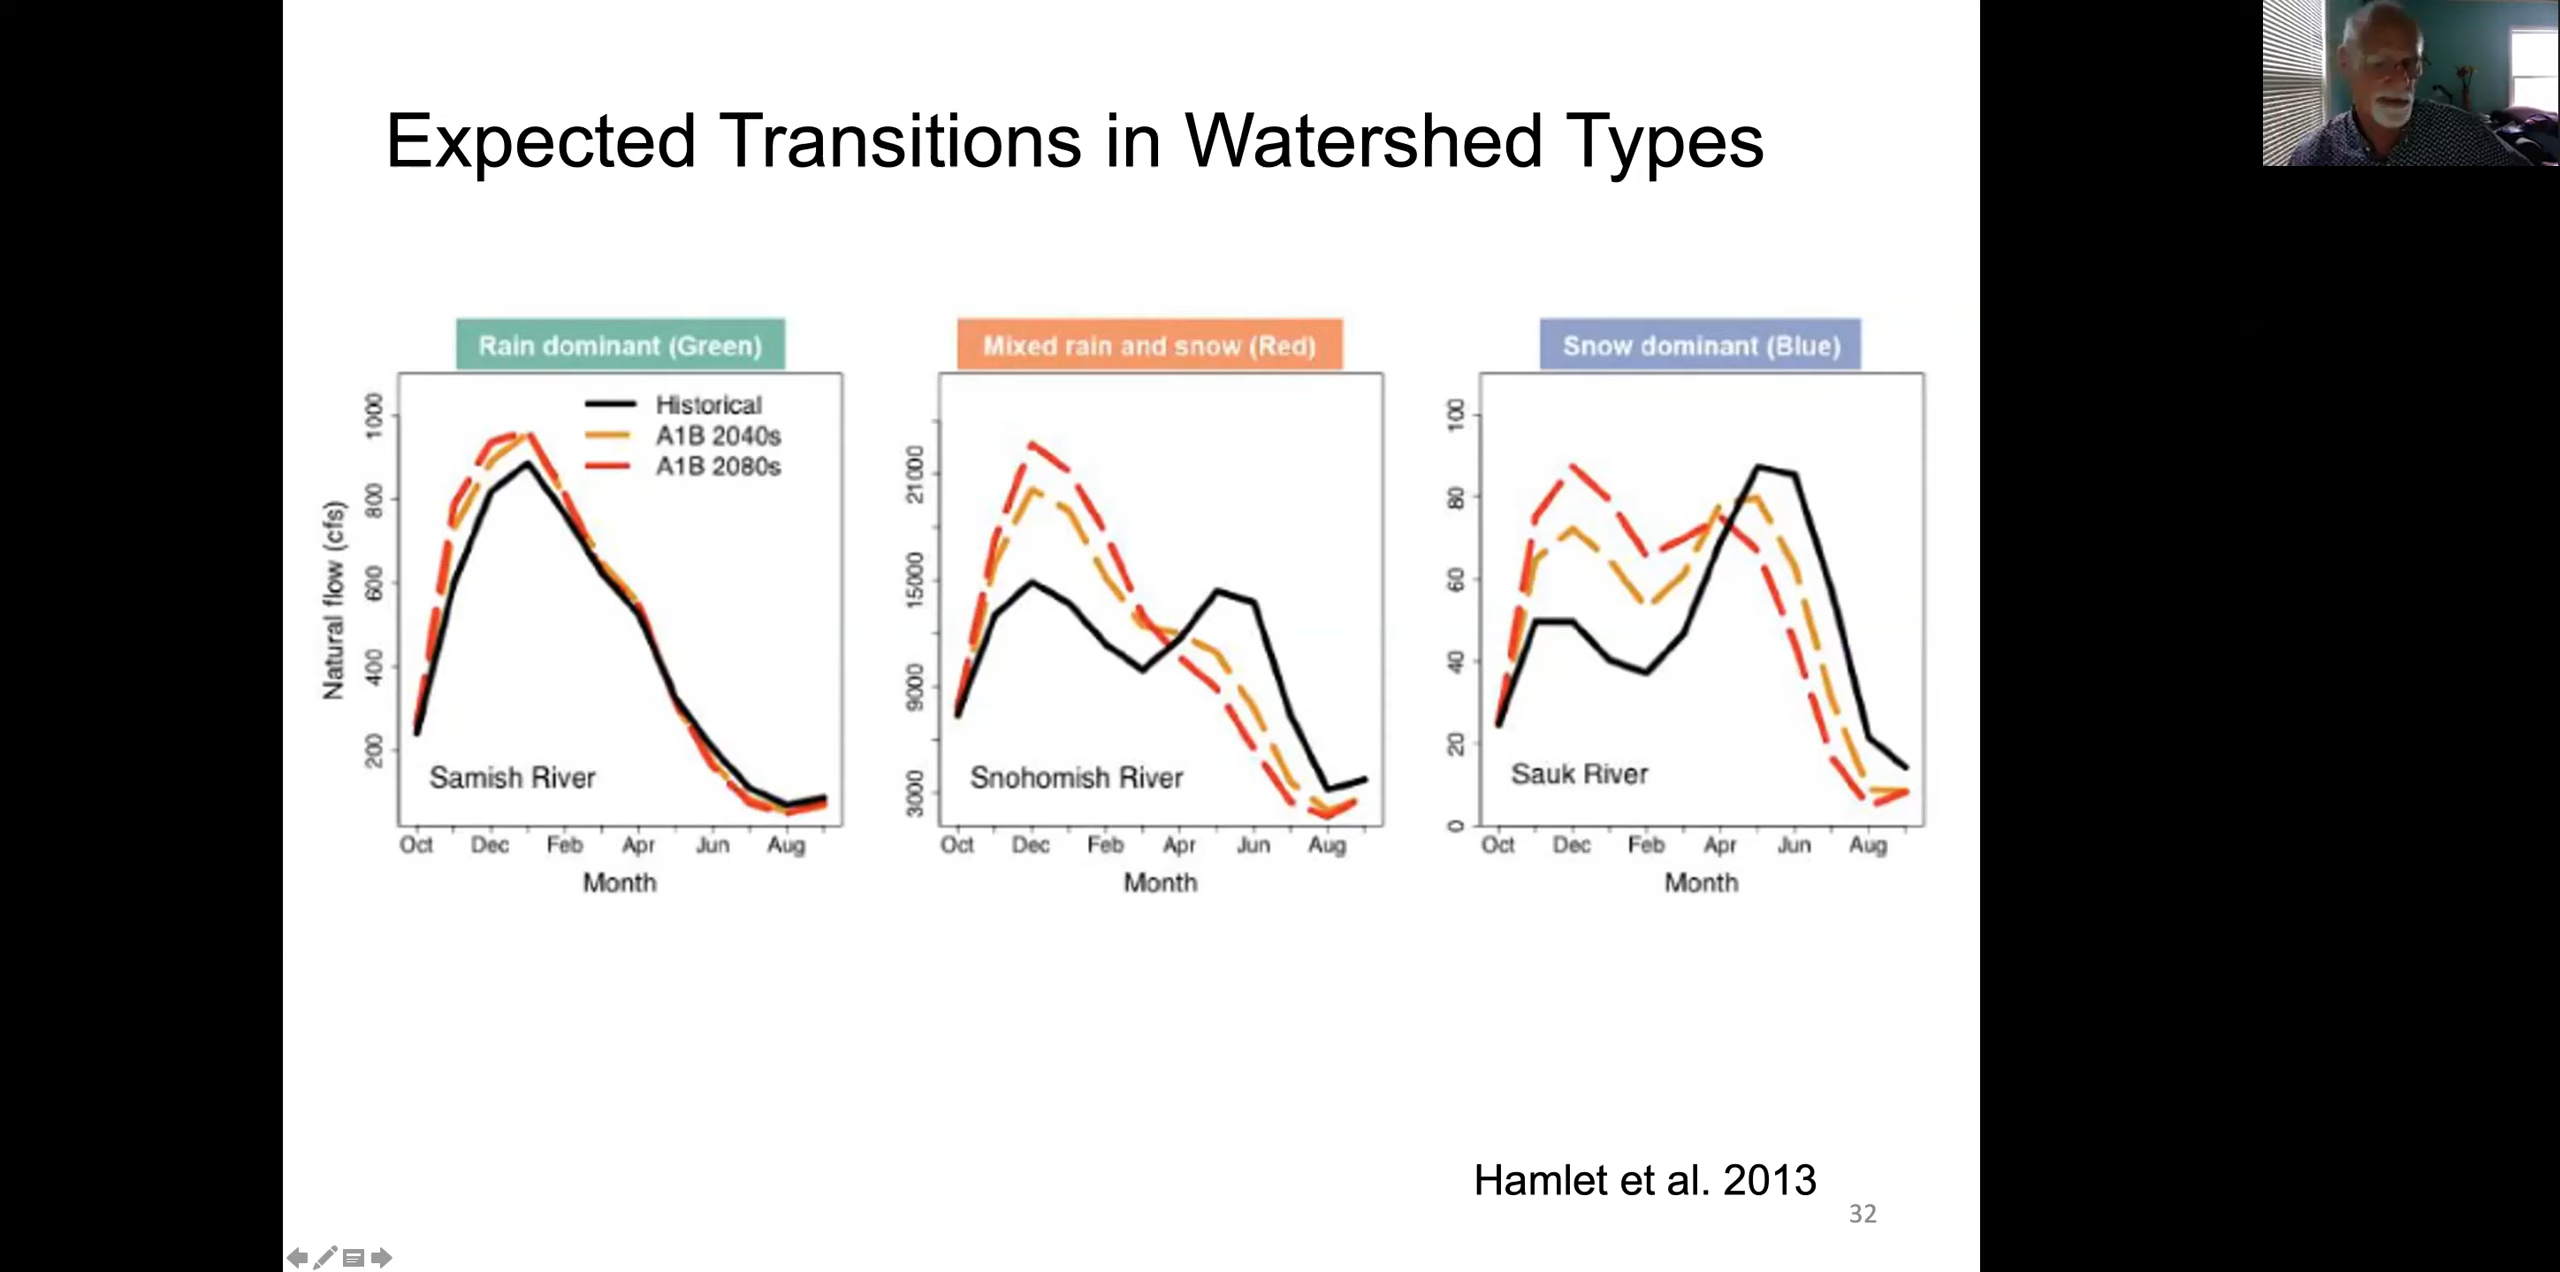 Expected Transitions in Watershed Types
Rain dominant (Green)
Natural flow (cfs)
1000
800
600
400
200
Historical
A1B 2040s
A1B 2080s
Samish River
Oct Dec Feb Apr Jun Aug
Month
Mixed rain and snow (Red)
21000
15000
9000
3000
Snohomish River
Oct Dec Feb Apr Jun Aug
Month
Snow dominant (Blue)
100
80
60
40
20
0
Sauk River
Oct Dec Feb Apr Jun Aug
Month
Hamlet et al. 2013
32